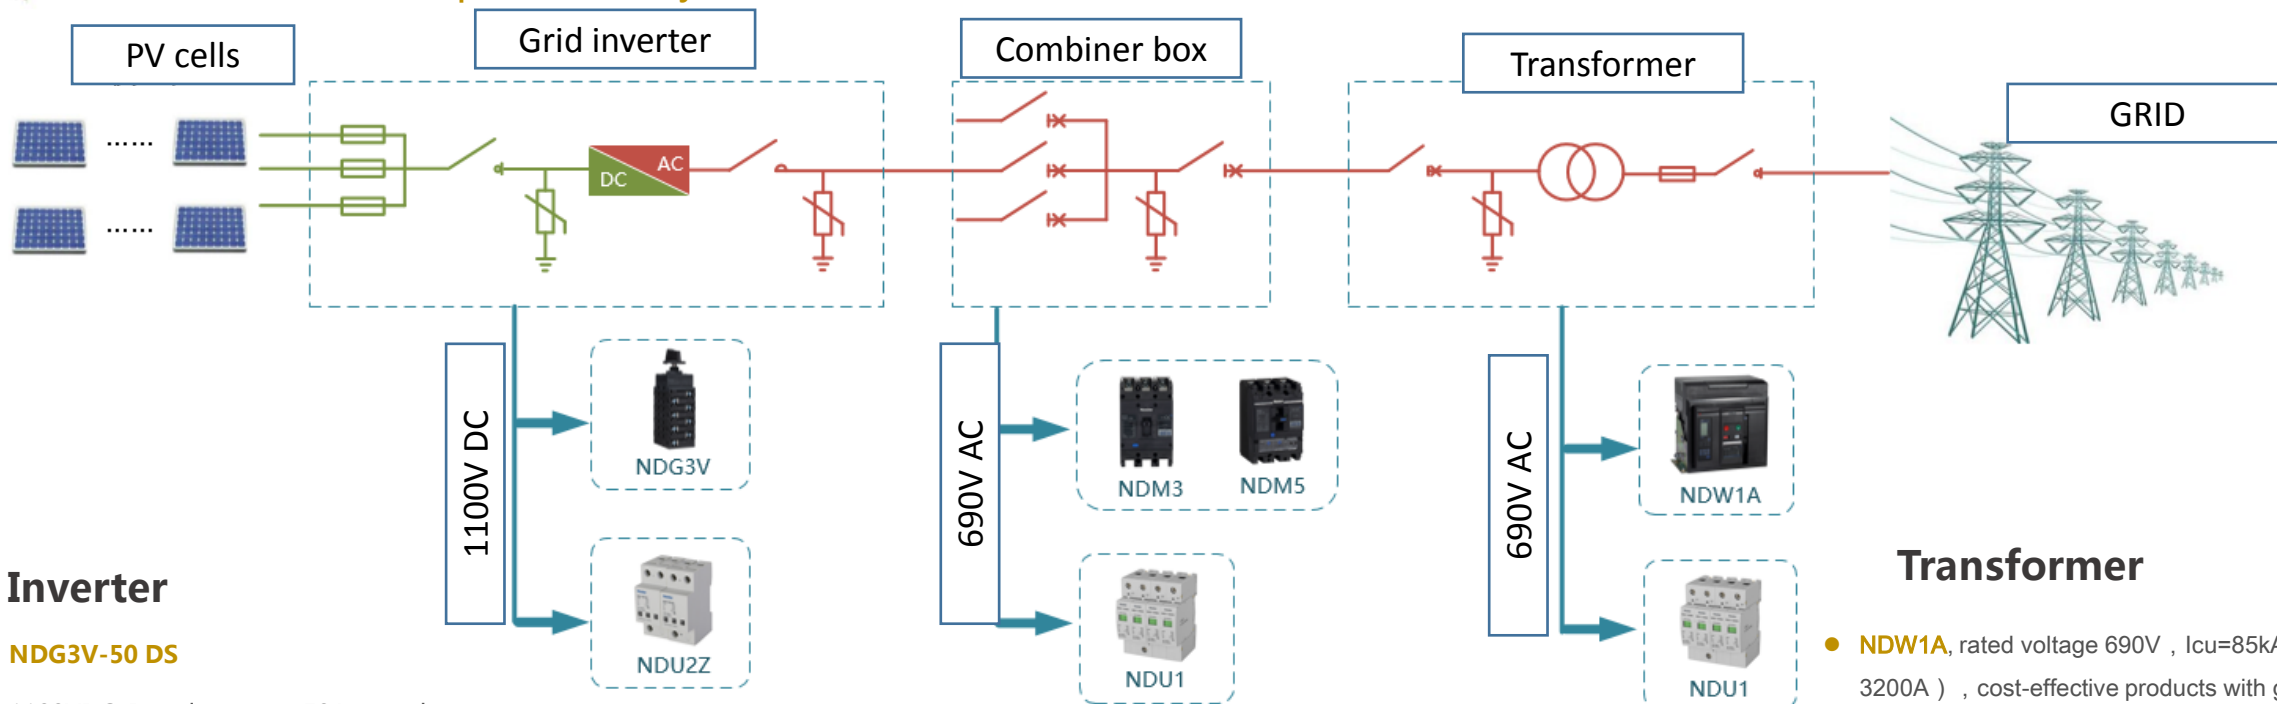 PV cells
Grid inverter
Combiner box
Transformer
GRID
......
......
......
......
DC
AC
1100V DC
NDG3V
NDU2Z
690V AC
NDM3
NDM5
NDU1
690V AC
NDW1A
NDU1
Inverter
NDG3V-50 DS
Transformer
● NDW1A, rated voltage 690V，Icu=85kA
3200A），cost-effective products with g